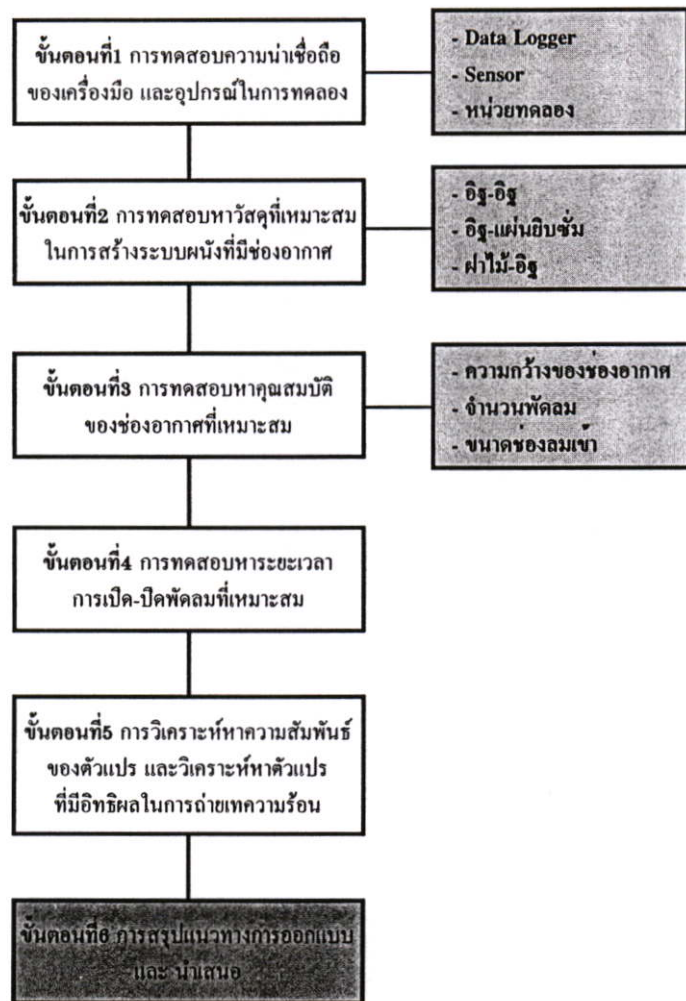 ขั้นตอนที่1 การทดสอบความน่าเชื่อถือ
ของเครื่องมือ และอุปกรณ์ในการทดลอง
- Data Logger
- Sensor
- หน่วยทดลอง
ขั้นตอนที่2 การทดสอบหาวัสดุที่เหมาะสม
ในการสร้างระบบผนังที่มีช่องอากาศ
- อิฐ-อิฐ
- อิฐ-แผ่นยิบซั่ม
- ฝาไม้-อิฐ
ขั้นตอนที่3 การทดสอบหาคุณสมบัติ
ของช่องอากาศที่เหมาะสม
- ความกว้างของช่องอากาศ
- จำนวนพัดลม
- ขนาดช่องลมเข้า
ขั้นตอนที่4 การทดสอบหาระยะเวลา
การเปิด-ปิดพัดลมที่เหมาะสม
ขั้นตอนที่5 การวิเคราะห์หาความสัมพันธ์
ของตัวแปร และวิเคราะห์หาตัวแปร
ที่มีอิทธิผลในการถ่ายเทความร้อน
ขั้นตอนที่6 การสรุปแนวทางการออกแบบ
และ นำเสนอ